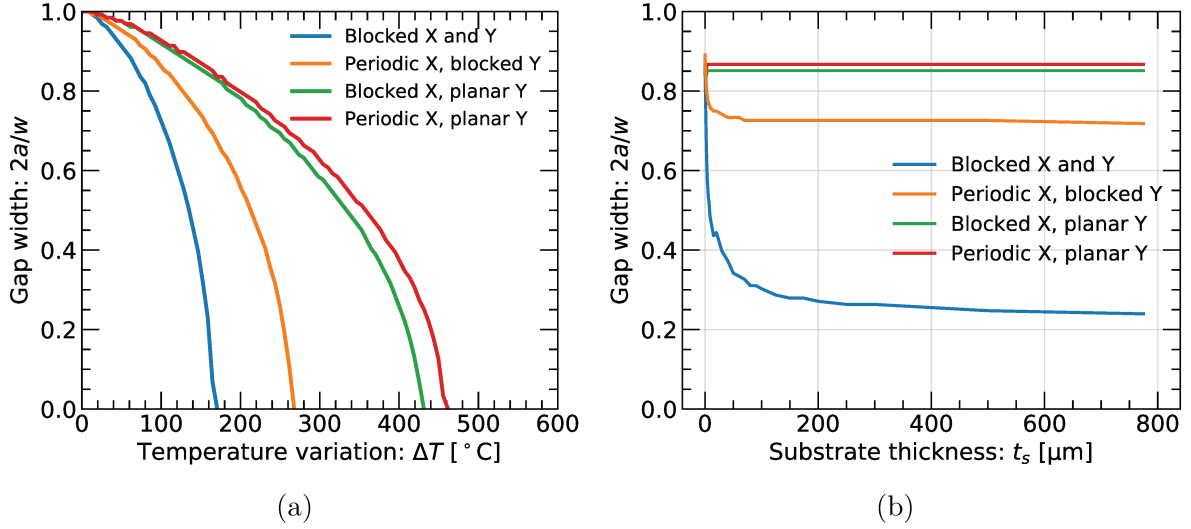 1.0
0.8
0.6
0.4
0.2
0.0
Gap width: 2a/w
Blocked X and Y
Periodic X, blocked Y
Blocked X, planar Y
Periodic X, planar Y
0 100 200 300 400 500 600
Temperature variation: ΔT [°C]
(a)
1.0
0.8
0.6
0.4
0.2
0.0
Gap width: 2a/w
Blocked X and Y
Periodic X, blocked Y
Blocked X, planar Y
Periodic X, planar Y
0 200 400 600 800
Substrate thickness: tₛ [μm]
(b)